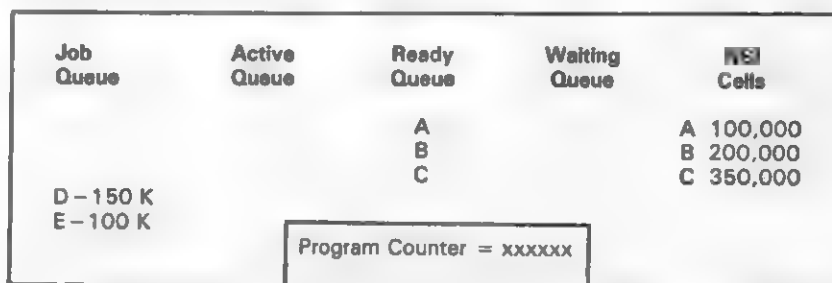 Job Active Ready Waiting NSI
Queue Queue Queue Queue Cells
A A 100,000
B B 200,000
C C 350,000
D – 150 K
E – 100 K
Program Counter = xxxxxx